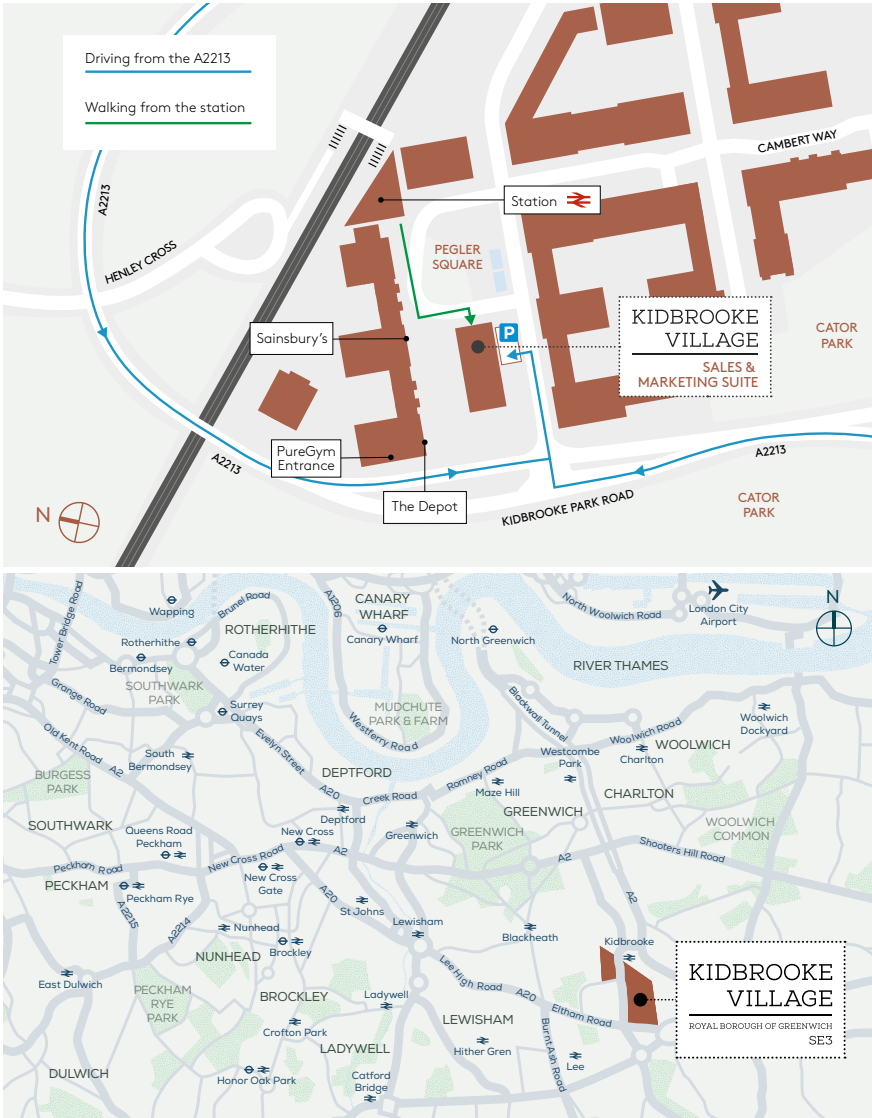 Driving from the A2213
Walking from the station
CAMBERT WAY
A2213
Station
HENLEY CROSS
PEGLER
SQUARE
P
KIDBROOKE
VILLAGE
SALES &
MARKETING SUITE
CATOR
PARK
Sainsbury's
PureGym
Entrance
A2213
A2213
The Depot
KIDBROOKE PARK ROAD
CATOR
PARK
N
Tower Bridge Road
Wapping
Brunel Road
A1206
CANARY
WHARF
Canary Wharf
North Greenwich
North Woolwich Road
London City
Airport
N
ROTHERHITHE
Rotherhithe
Bermondsey
Canada
Water
RIVER THAMES
SOUTHWARK
PARK
Grange Road
Surrey
Quays
MUDCHUTE
PARK & FARM
Blackwall Tunnel
Woolwich
Dockyard
Old Kent Road
A2
South
Bermondsey
Evelyn Street
Westferry Road
Westcombe
Park
Woolwich Road
Charlton
WOOLWICH
BURGESS
PARK
DEPTFORD
A20
Creek Road
Romney Road
Maze Hill
CHARLTON
GREENWICH
SOUTHWARK
Queens Road
Peckham
New Cross
Deptford
Greenwich
GREENWICH
PARK
WOOLWICH
COMMON
Shooters Hill Road
Peckham Road
New Cross Road
A2
A2
PECKHAM
Peckham Rye
New Cross
Gate
A20
A2
A2215
A2214
St Johns
Lewisham
Blackheath
Kidbrooke
Nunhead
Brockley
NUNHEAD
East Dulwich
PECKHAM
RYE
PARK
BROCKLEY
Ladywell
Lee High Road
A20
Eltham Road
KIDBROOKE
VILLAGE
ROYAL BOROUGH OF GREENWICH
SE3
Crofton Park
LEWISHAM
Hither Gren
Burnt Ash Road
Lee
LADYWELL
DULWICH
Honor Oak Park
Catford
Bridge